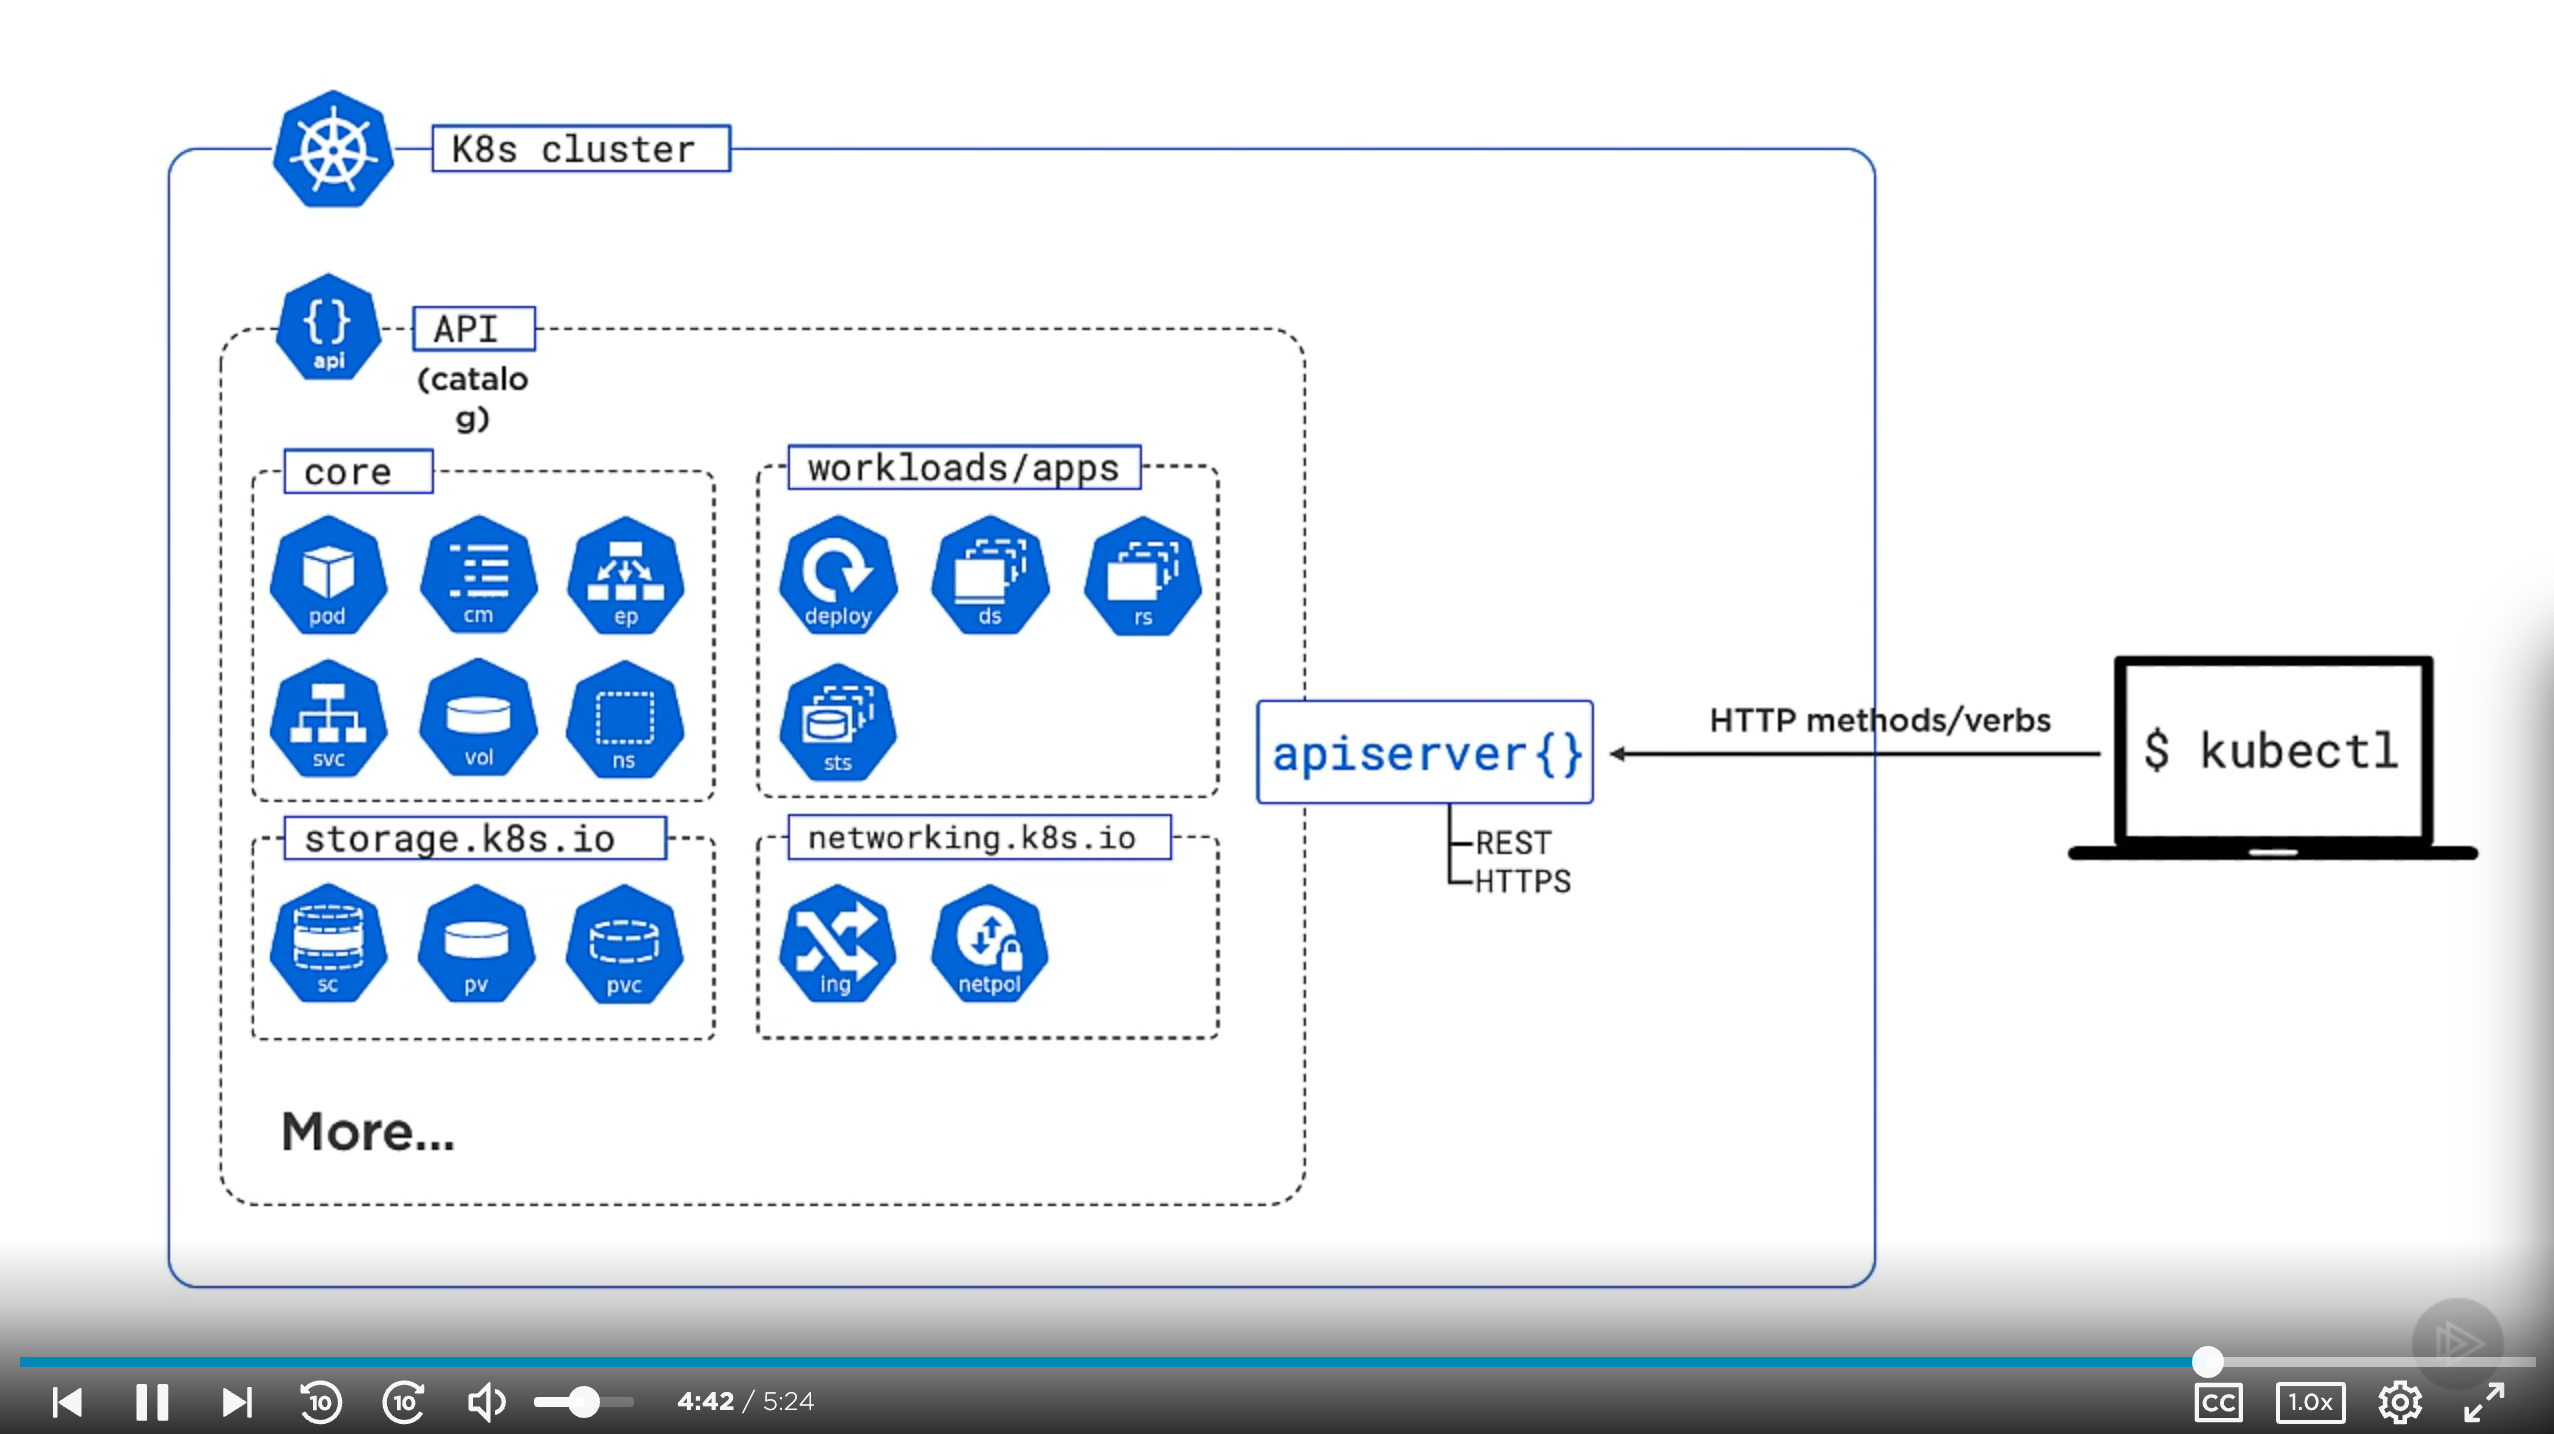 K8s cluster
{}
api
API
(catalo
g)
core
workloads/apps
pod
cm
ep
deploy
ds
rs
svc
vol
ns
sts
storage.k8s.io
networking.k8s.io
sc
pv
pvc
ing
netpol
More...
apiserver{}
REST
HTTPS
HTTP methods/verbs
$ kubectl
10
10
4:42 / 5:24
CC
1.0x